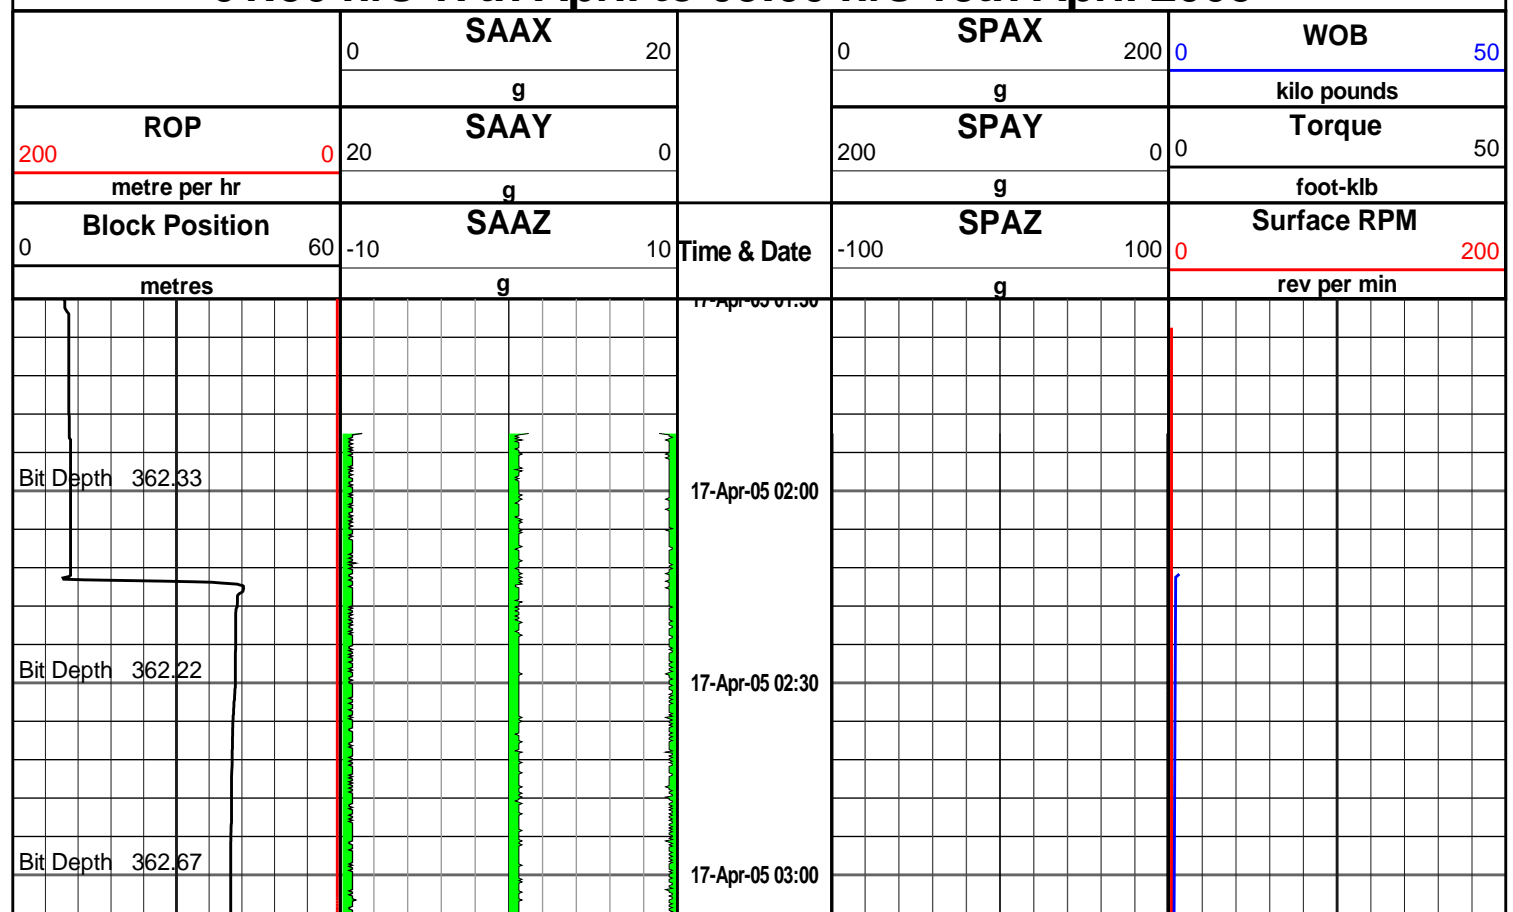 SAAX
0 20
g
SPAX
0 200
g
WOB
0 50
kilo pounds
ROP
200 0
metre per hr
SAAY
20 0
g
SPAY
200 0
g
Torque
0 50
foot-klb
Block Position
0 60
metres
SAAZ
-10 10
g
Time & Date
SPAZ
-100 100
g
Surface RPM
0 200
rev per min
Bit Depth 362.33
17-Apr-05 02:00
Bit Depth 362.22
17-Apr-05 02:30
Bit Depth 362.67
17-Apr-05 03:00